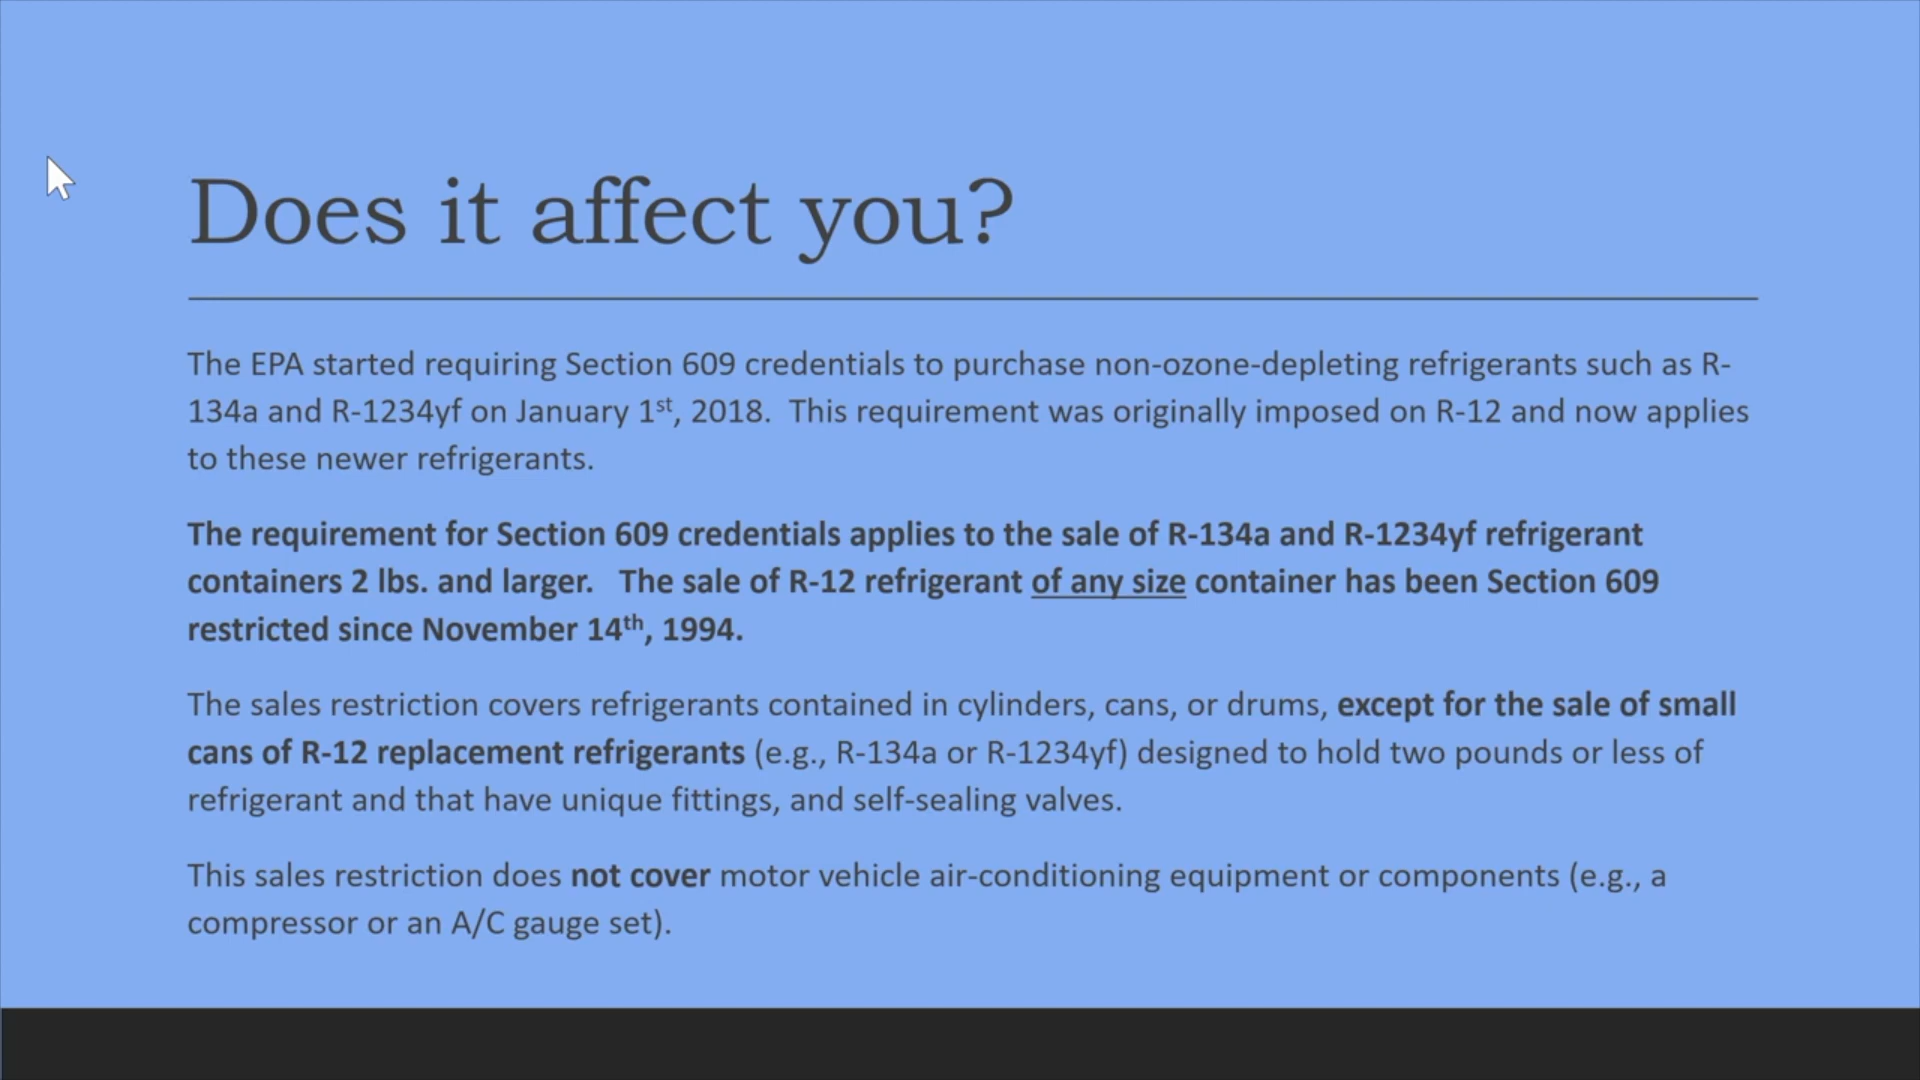 Does it affect you?
The EPA started requiring Section 609 credentials to purchase non-ozone-depleting refrigerants such as R-
134a and R-1234yf on January 1st, 2018.  This requirement was originally imposed on R-12 and now applies
to these newer refrigerants.
The requirement for Section 609 credentials applies to the sale of R-134a and R-1234yf refrigerant
containers 2 lbs. and larger.   The sale of R-12 refrigerant of any size container has been Section 609
restricted since November 14th, 1994.
The sales restriction covers refrigerants contained in cylinders, cans, or drums, except for the sale of small
cans of R-12 replacement refrigerants (e.g., R-134a or R-1234yf) designed to hold two pounds or less of
refrigerant and that have unique fittings, and self-sealing valves.
This sales restriction does not cover motor vehicle air-conditioning equipment or components (e.g., a
compressor or an A/C gauge set).